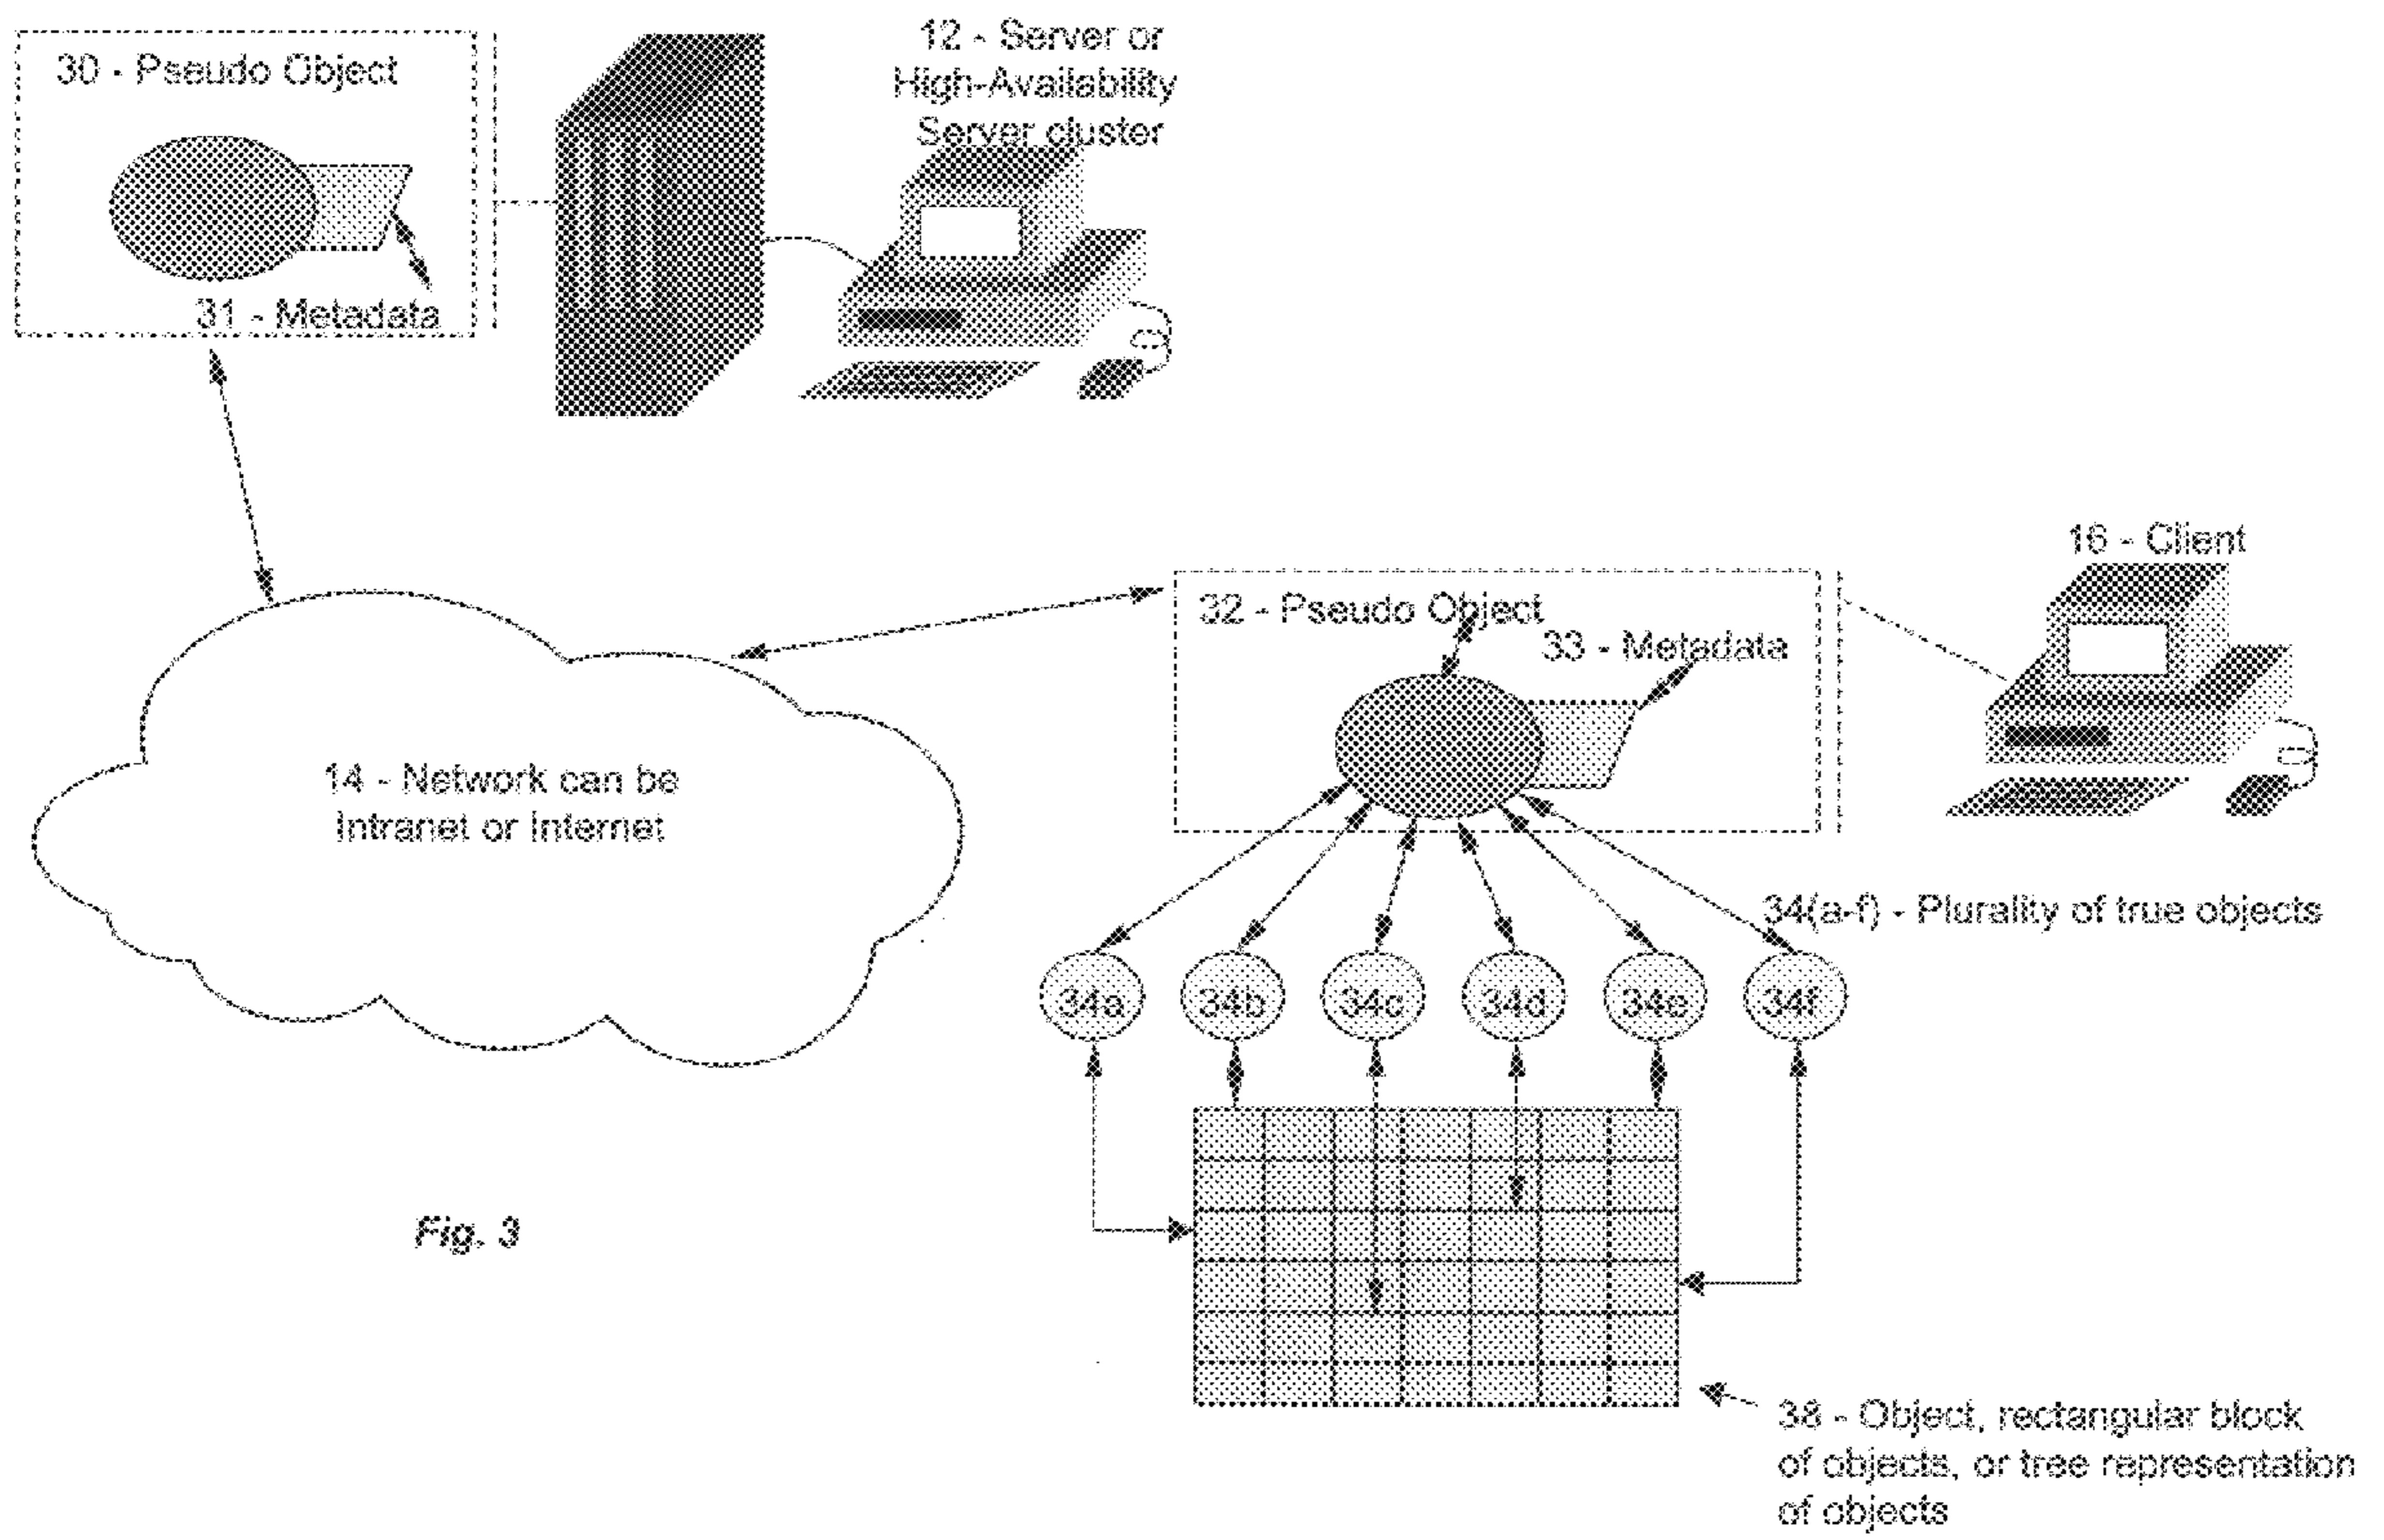 30 - Pseudo Object
31 - Metadata
12 - Server or
High-Availability
Server cluster
16 - Client
32 - Pseudo Object
33 - Metadata
14 - Network can be
Intranet or Internet
34(a-f) - Plurality of true objects
34a 34b 34c 34d 34e 34f
Fig. 3
38 - Object, rectangular block
of objects, or tree representation
of objects